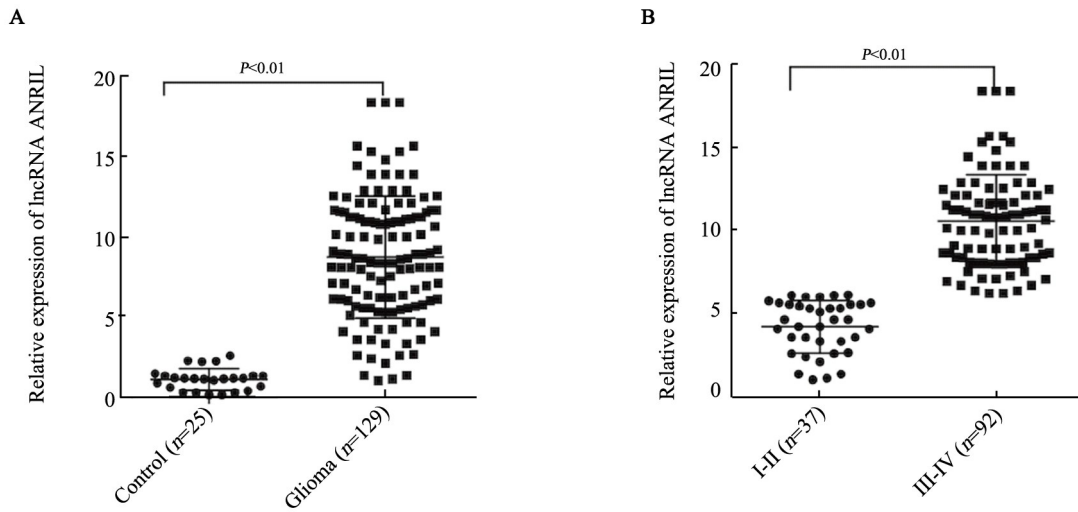 A
Relative expression of lncRNA ANRIL
P<0.01
20
15
10
5
0
Control (n=25)
Glioma (n=129)
B
Relative expression of lncRNA ANRIL
P<0.01
20
15
10
5
0
I-II (n=37)
III-IV (n=92)